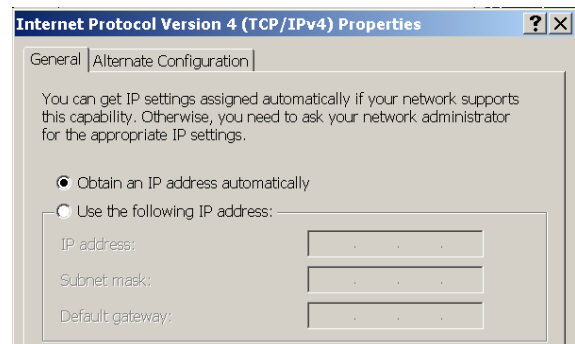 Internet Protocol Version 4 (TCP/IPv4) Properties
General Alternate Configuration
You can get IP settings assigned automatically if your network supports
this capability. Otherwise, you need to ask your network administrator
for the appropriate IP settings.
Obtain an IP address automatically
Use the following IP address:
IP address:
Subnet mask:
Default gateway: